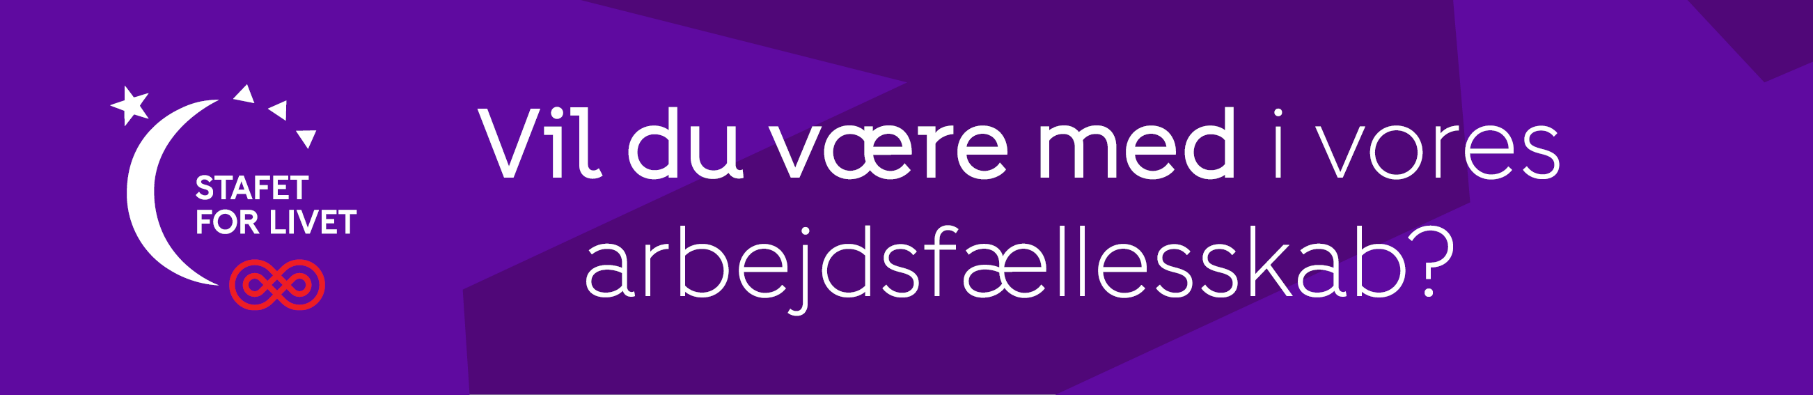 STAFET
FOR LIVET
Vil du være med i vores
arbejdsfællesskab?